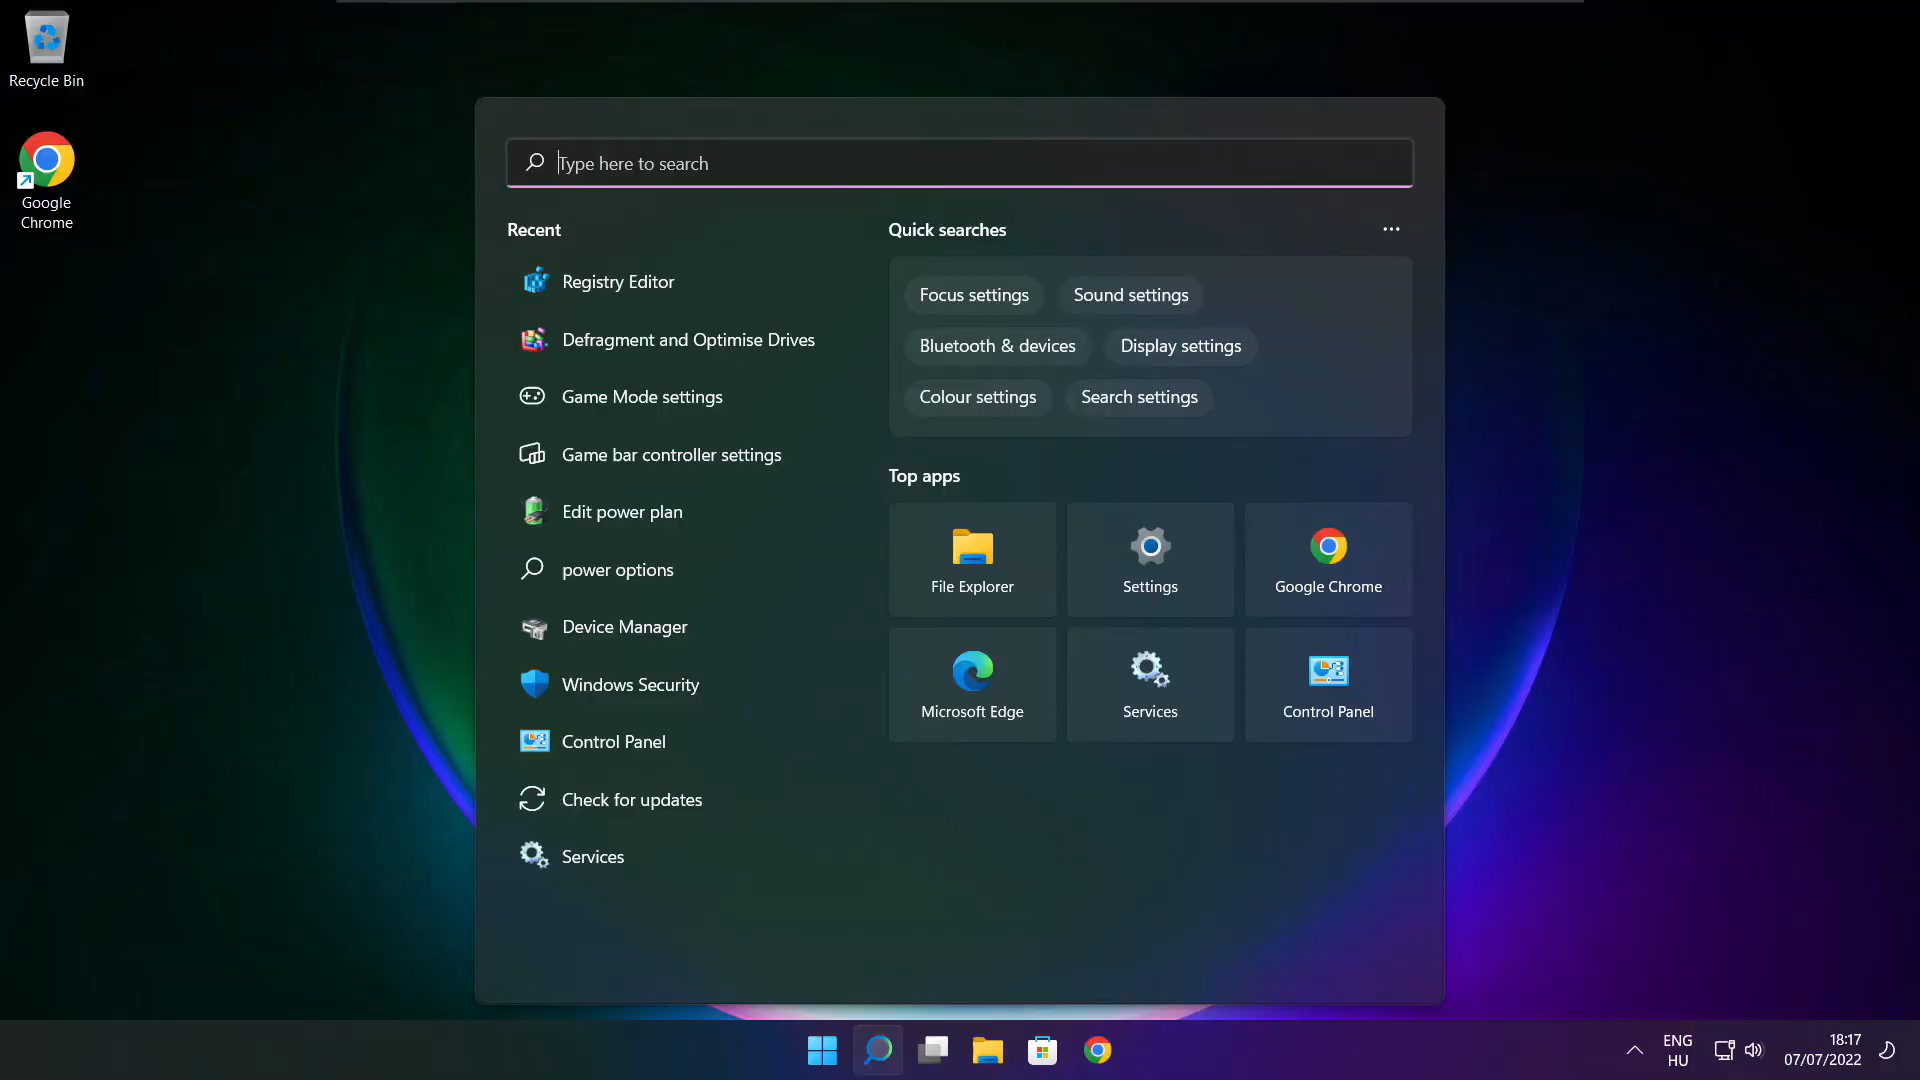 Recycle Bin
Google
Chrome
Type here to search
Recent
Registry Editor
Defragment and Optimise Drives
Game Mode settings
Game bar controller settings
Edit power plan
power options
Device Manager
Windows Security
Control Panel
Check for updates
Services
Quick searches
Focus settings
Sound settings
Bluetooth & devices
Display settings
Colour settings
Search settings
Top apps
File Explorer
Settings
Google Chrome
Microsoft Edge
Services
Control Panel
ENG
HU
18:17
07/07/2022